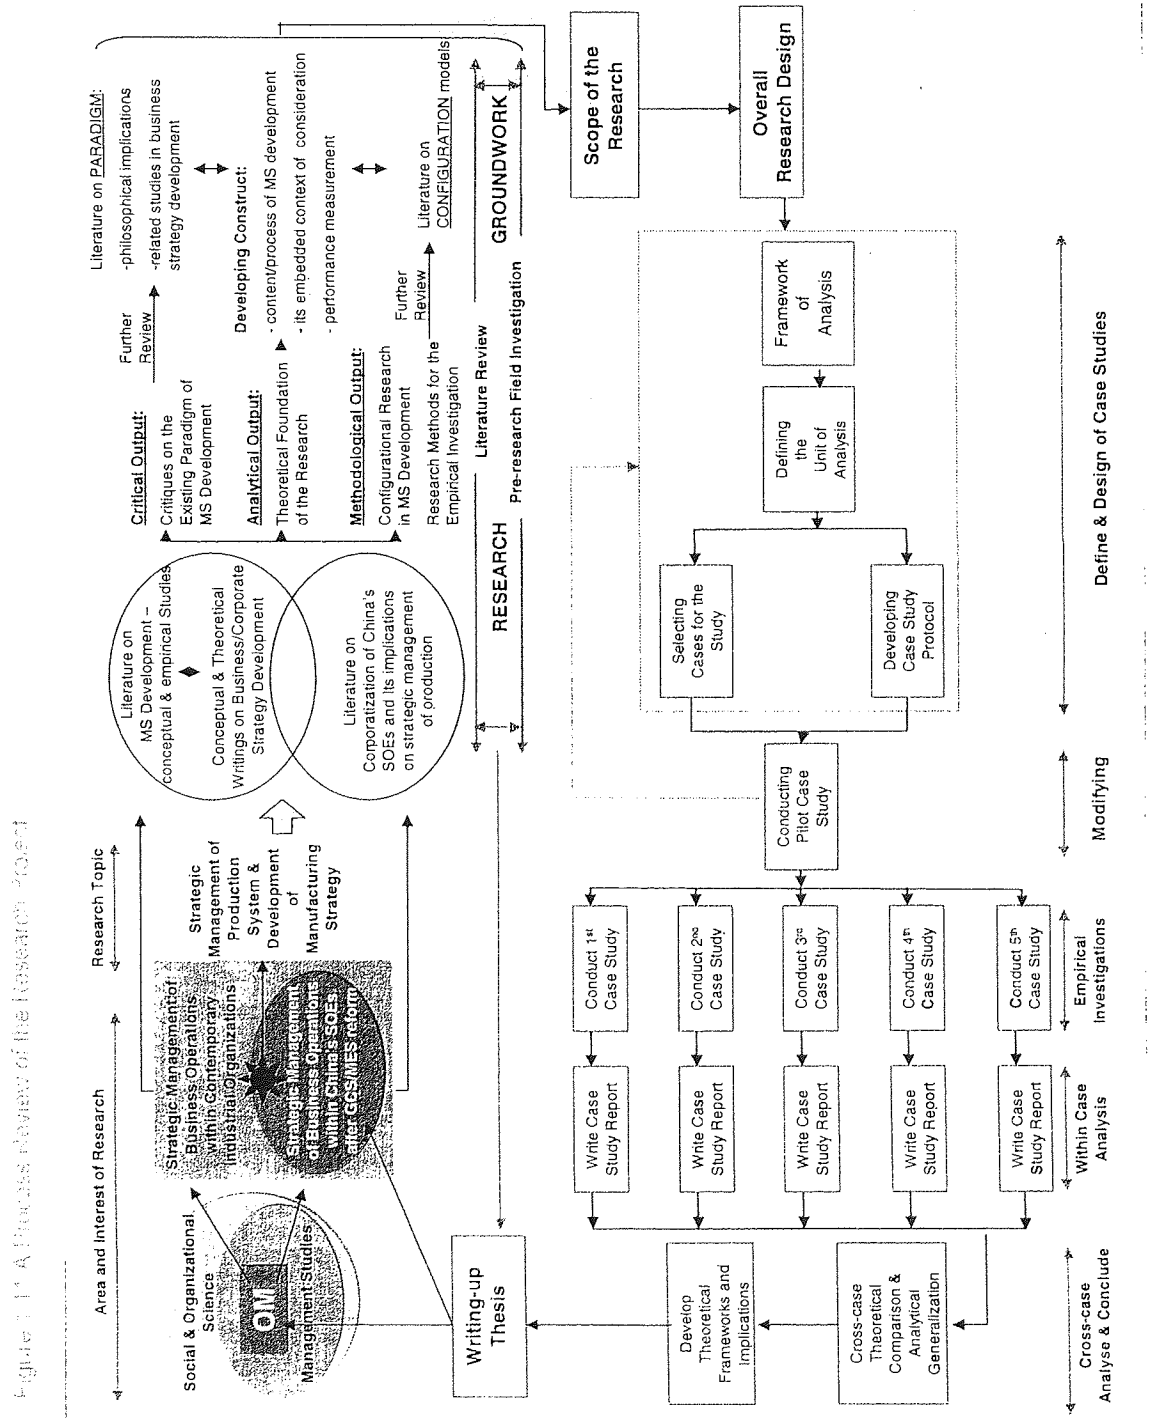 Figure 1.1 A Process Review of the Research Project
Area and Interest of Research
Research Topic
Social & Organizational
Science
OM
Management Studies
Strategic Management of
Business Operations
within Contemporary
Industrial Organizations
Strategic Management
of Business Operations
within China's SOEs
after GCS/MES reform
Strategic
Management of
Production
System &
Development
of
Manufacturing
Strategy
Literature on
MS Development –
conceptual & empirical Studies
Conceptual & Theoretical
Writings on Business/Corporate
Strategy Development
Literature on
Corporatization of China's
SOEs and Its implications
on strategic management
of production
Critical Output:
Critiques on the
Existing Paradigm of
MS Development
Analytical Output:
Theoretical Foundation
of the Research
Methodological Output:
Configurational Research
in MS Development
Research Methods for the
Empirical Investigation
Further
Review
Literature on PARADIGM:
-philosophical implications
-related studies in business
strategy development
Developing Construct:
- content/process of MS development
- its embedded context of consideration
- performance measurement
Further
Review
Literature on
CONFIGURATION models
Literature Review
RESEARCH
GROUNDWORK
Pre-research Field Investigation
Scope of the
Research
Overall
Research Design
Framework
of
Analysis
Defining
the
Unit of
Analysis
Selecting
Cases for the
Study
Developing
Case Study
Protocol
Conducting
Pilot Case
Study
Conduct 1st
Case Study
Conduct 2nd
Case Study
Conduct 3rd
Case Study
Conduct 4th
Case Study
Conduct 5th
Case Study
Write Case
Study Report
Write Case
Study Report
Write Case
Study Report
Write Case
Study Report
Write Case
Study Report
Writing-up
Thesis
Develop
Theoretical
Frameworks and
Implications
Cross-case
Theoretical
Comparison &
Analytical
Generalization
Cross-case
Analyse & Conclude
Within Case
Analysis
Empirical
Investigations
Modifying
Define & Design of Case Studies